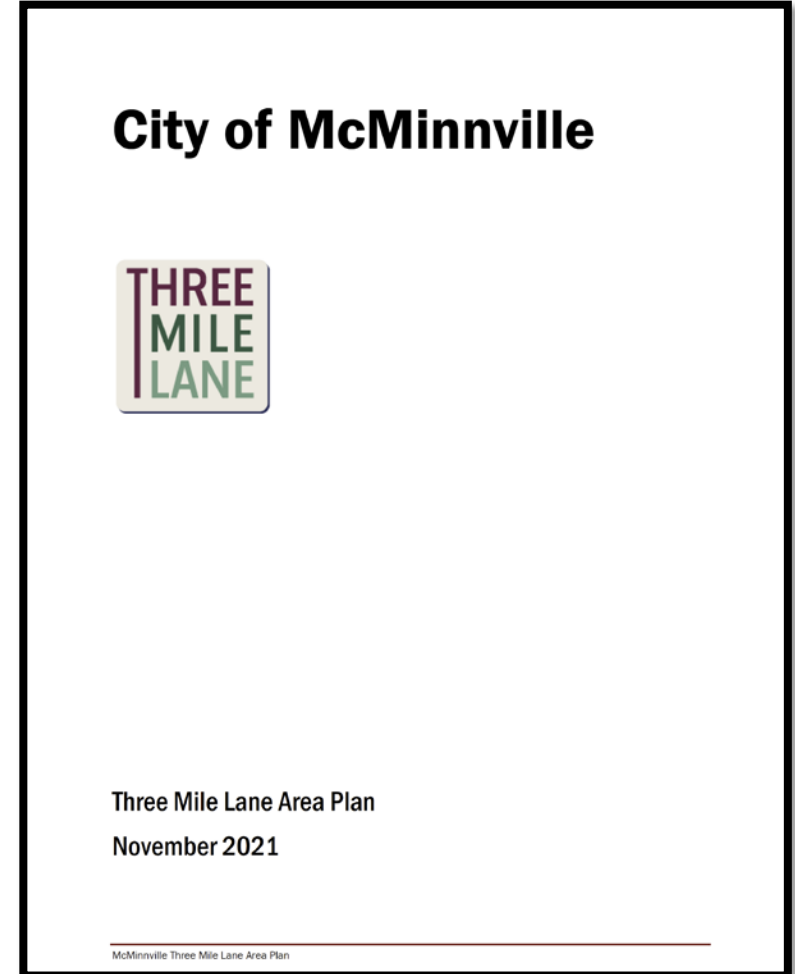 City of McMinnville
THREE
MILE
LANE
Three Mile Lane Area Plan
November 2021
McMinnville Three Mile Lane Area Plan